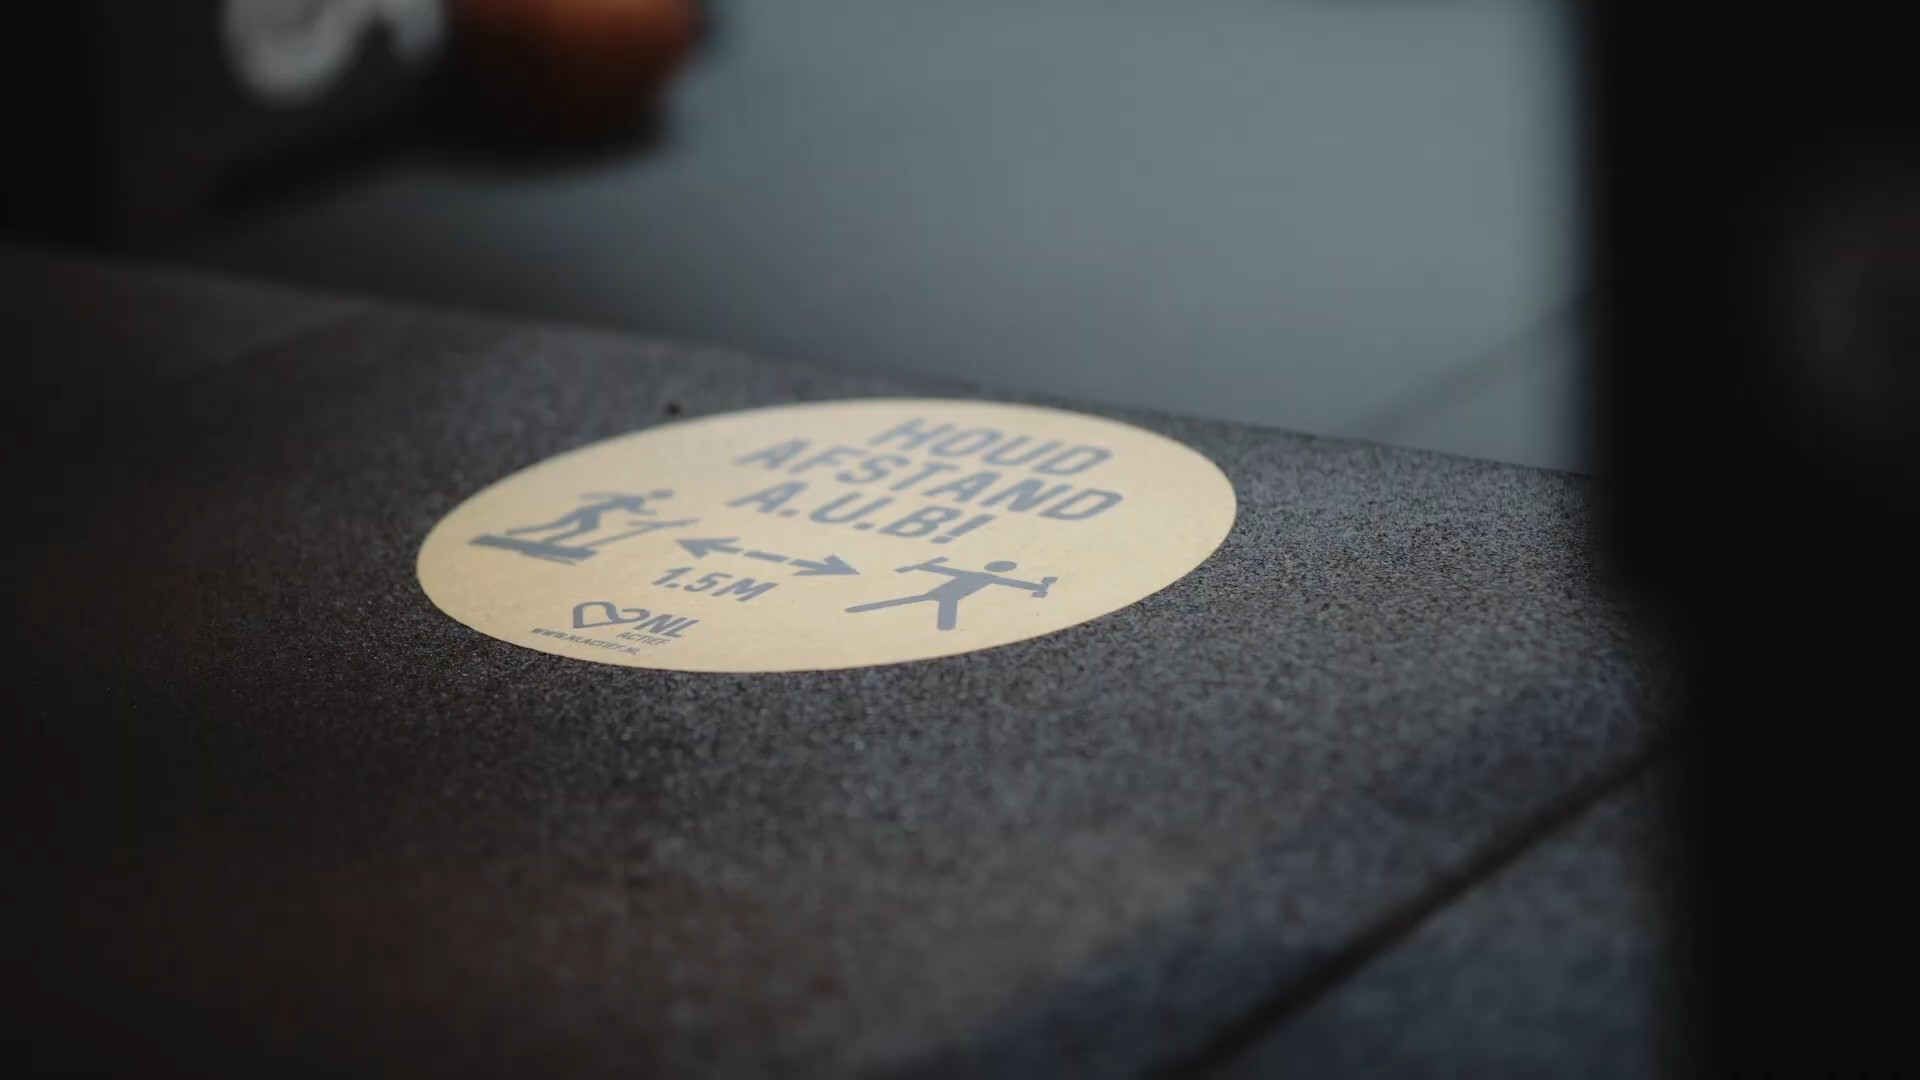 HOUD
AFSTAND
A.U.B!
1.5M
NL
ACTIEF
WWW.NLACTIEF.NL